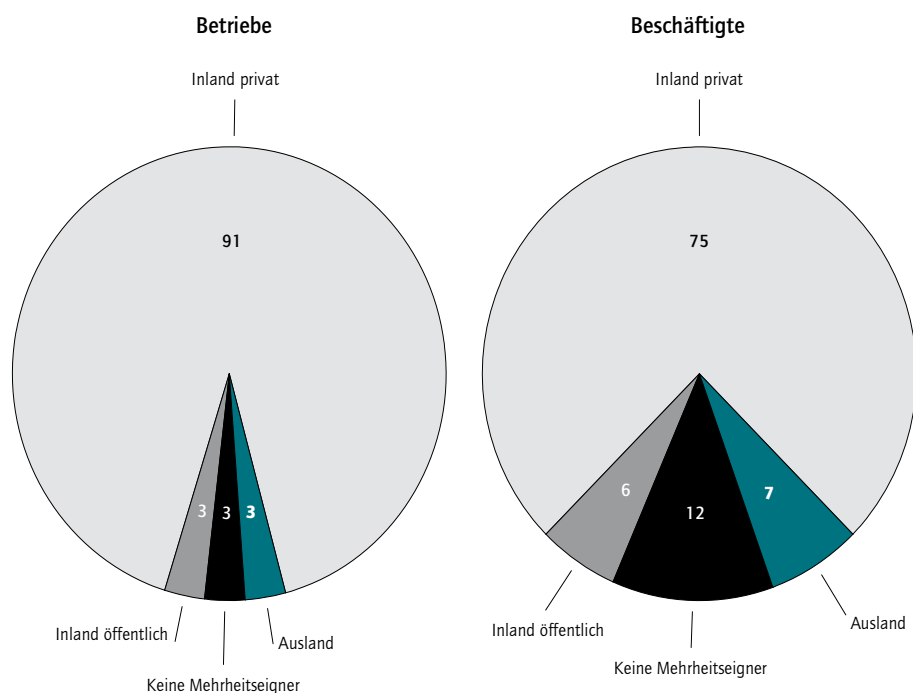 Betriebe
Inland privat
91
3
3
3
Inland öffentlich
Keine Mehrheitseigner
Ausland
Beschäftigte
Inland privat
75
6
12
7
Inland öffentlich
Keine Mehrheitseigner
Ausland